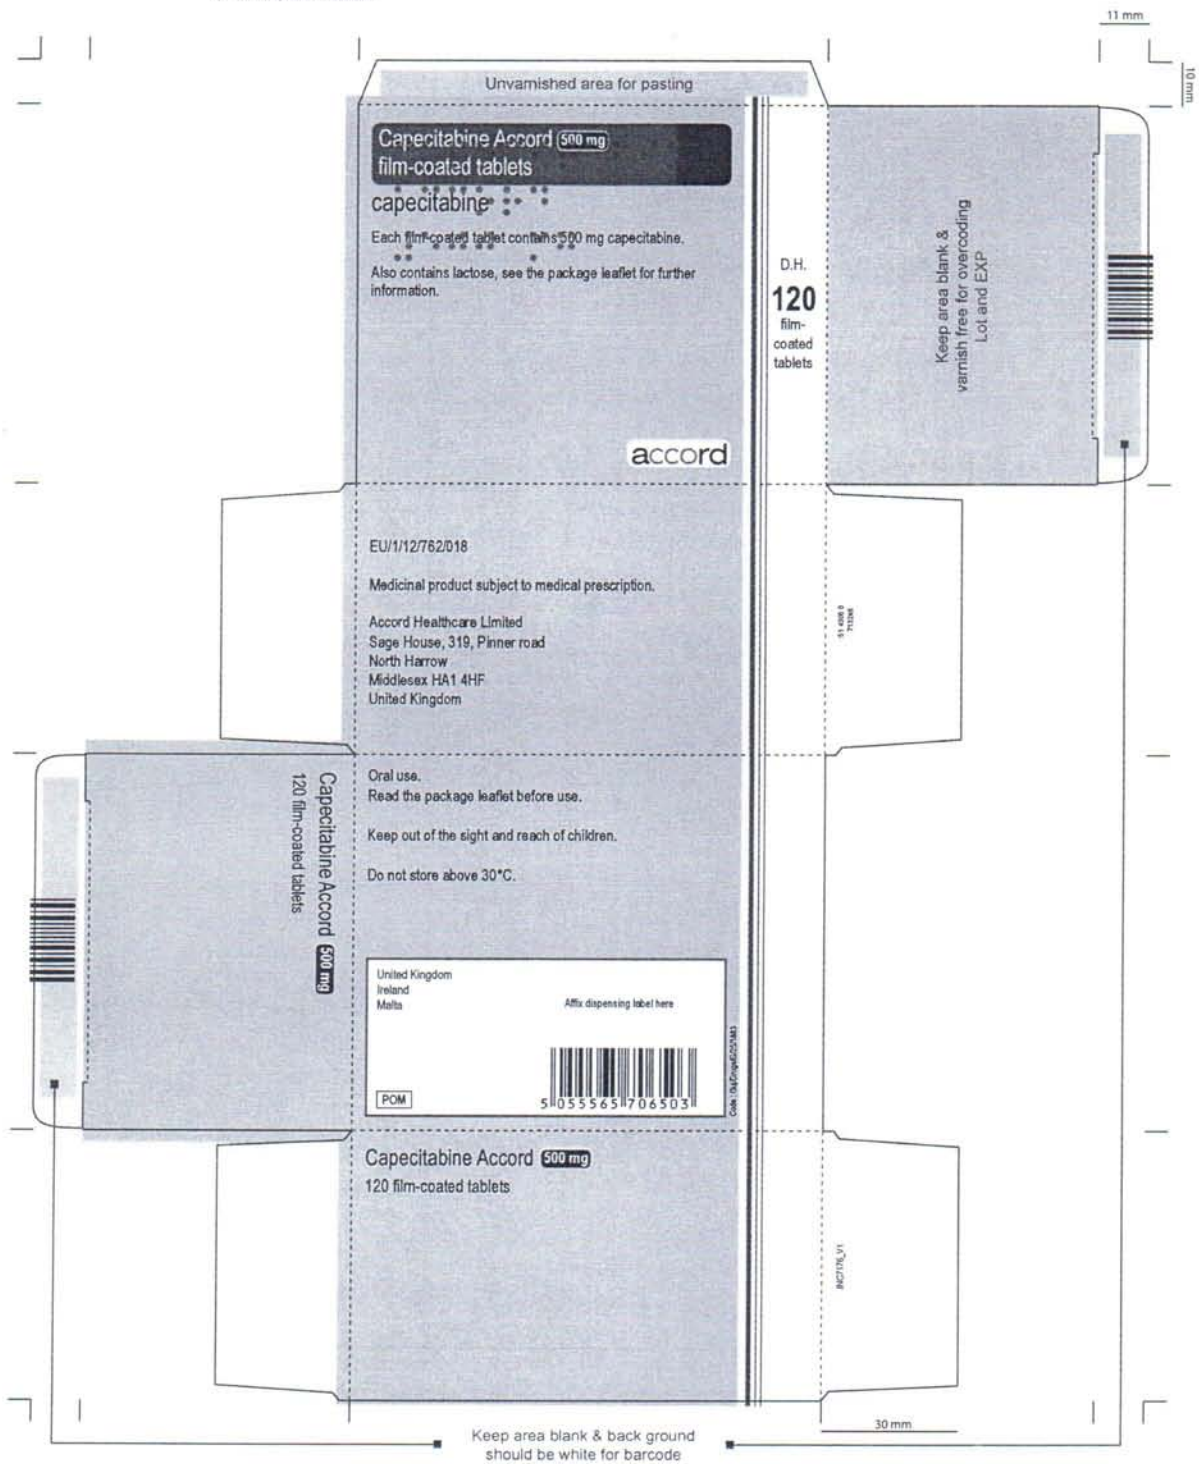 11 mm
10 mm
Unvarnished area for pasting
Capecitabine Accord 500 mg
film-coated tablets
capecitabine
Each film-coated tablet contains 500 mg capecitabine.
Also contains lactose, see the package leaflet for further
information.
accord
D.H.
120
film-
coated
tablets
Keep area blank &
varnish free for overcoding
Lot and EXP
EU/1/12/762/018
Medicinal product subject to medical prescription.
Accord Healthcare Limited
Sage House, 319, Pinner road
North Harrow
Middlesex HA1 4HF
United Kingdom
Capecitabine Accord 500 mg
120 film-coated tablets
Oral use.
Read the package leaflet before use.
Keep out of the sight and reach of children.
Do not store above 30°C.
United Kingdom
Ireland
Malta
Affix dispensing label here
POM
5 055565 706503
Capecitabine Accord 500 mg
120 film-coated tablets
30 mm
Keep area blank & back ground
should be white for barcode